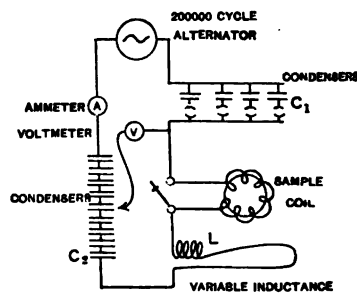 200000 CYCLE
ALTERNATOR
CONDENSERS
C1
AMMETER A
VOLTMETER V
SAMPLE
COIL
CONDENSERS
L
C2
VARIABLE INDUCTANCE